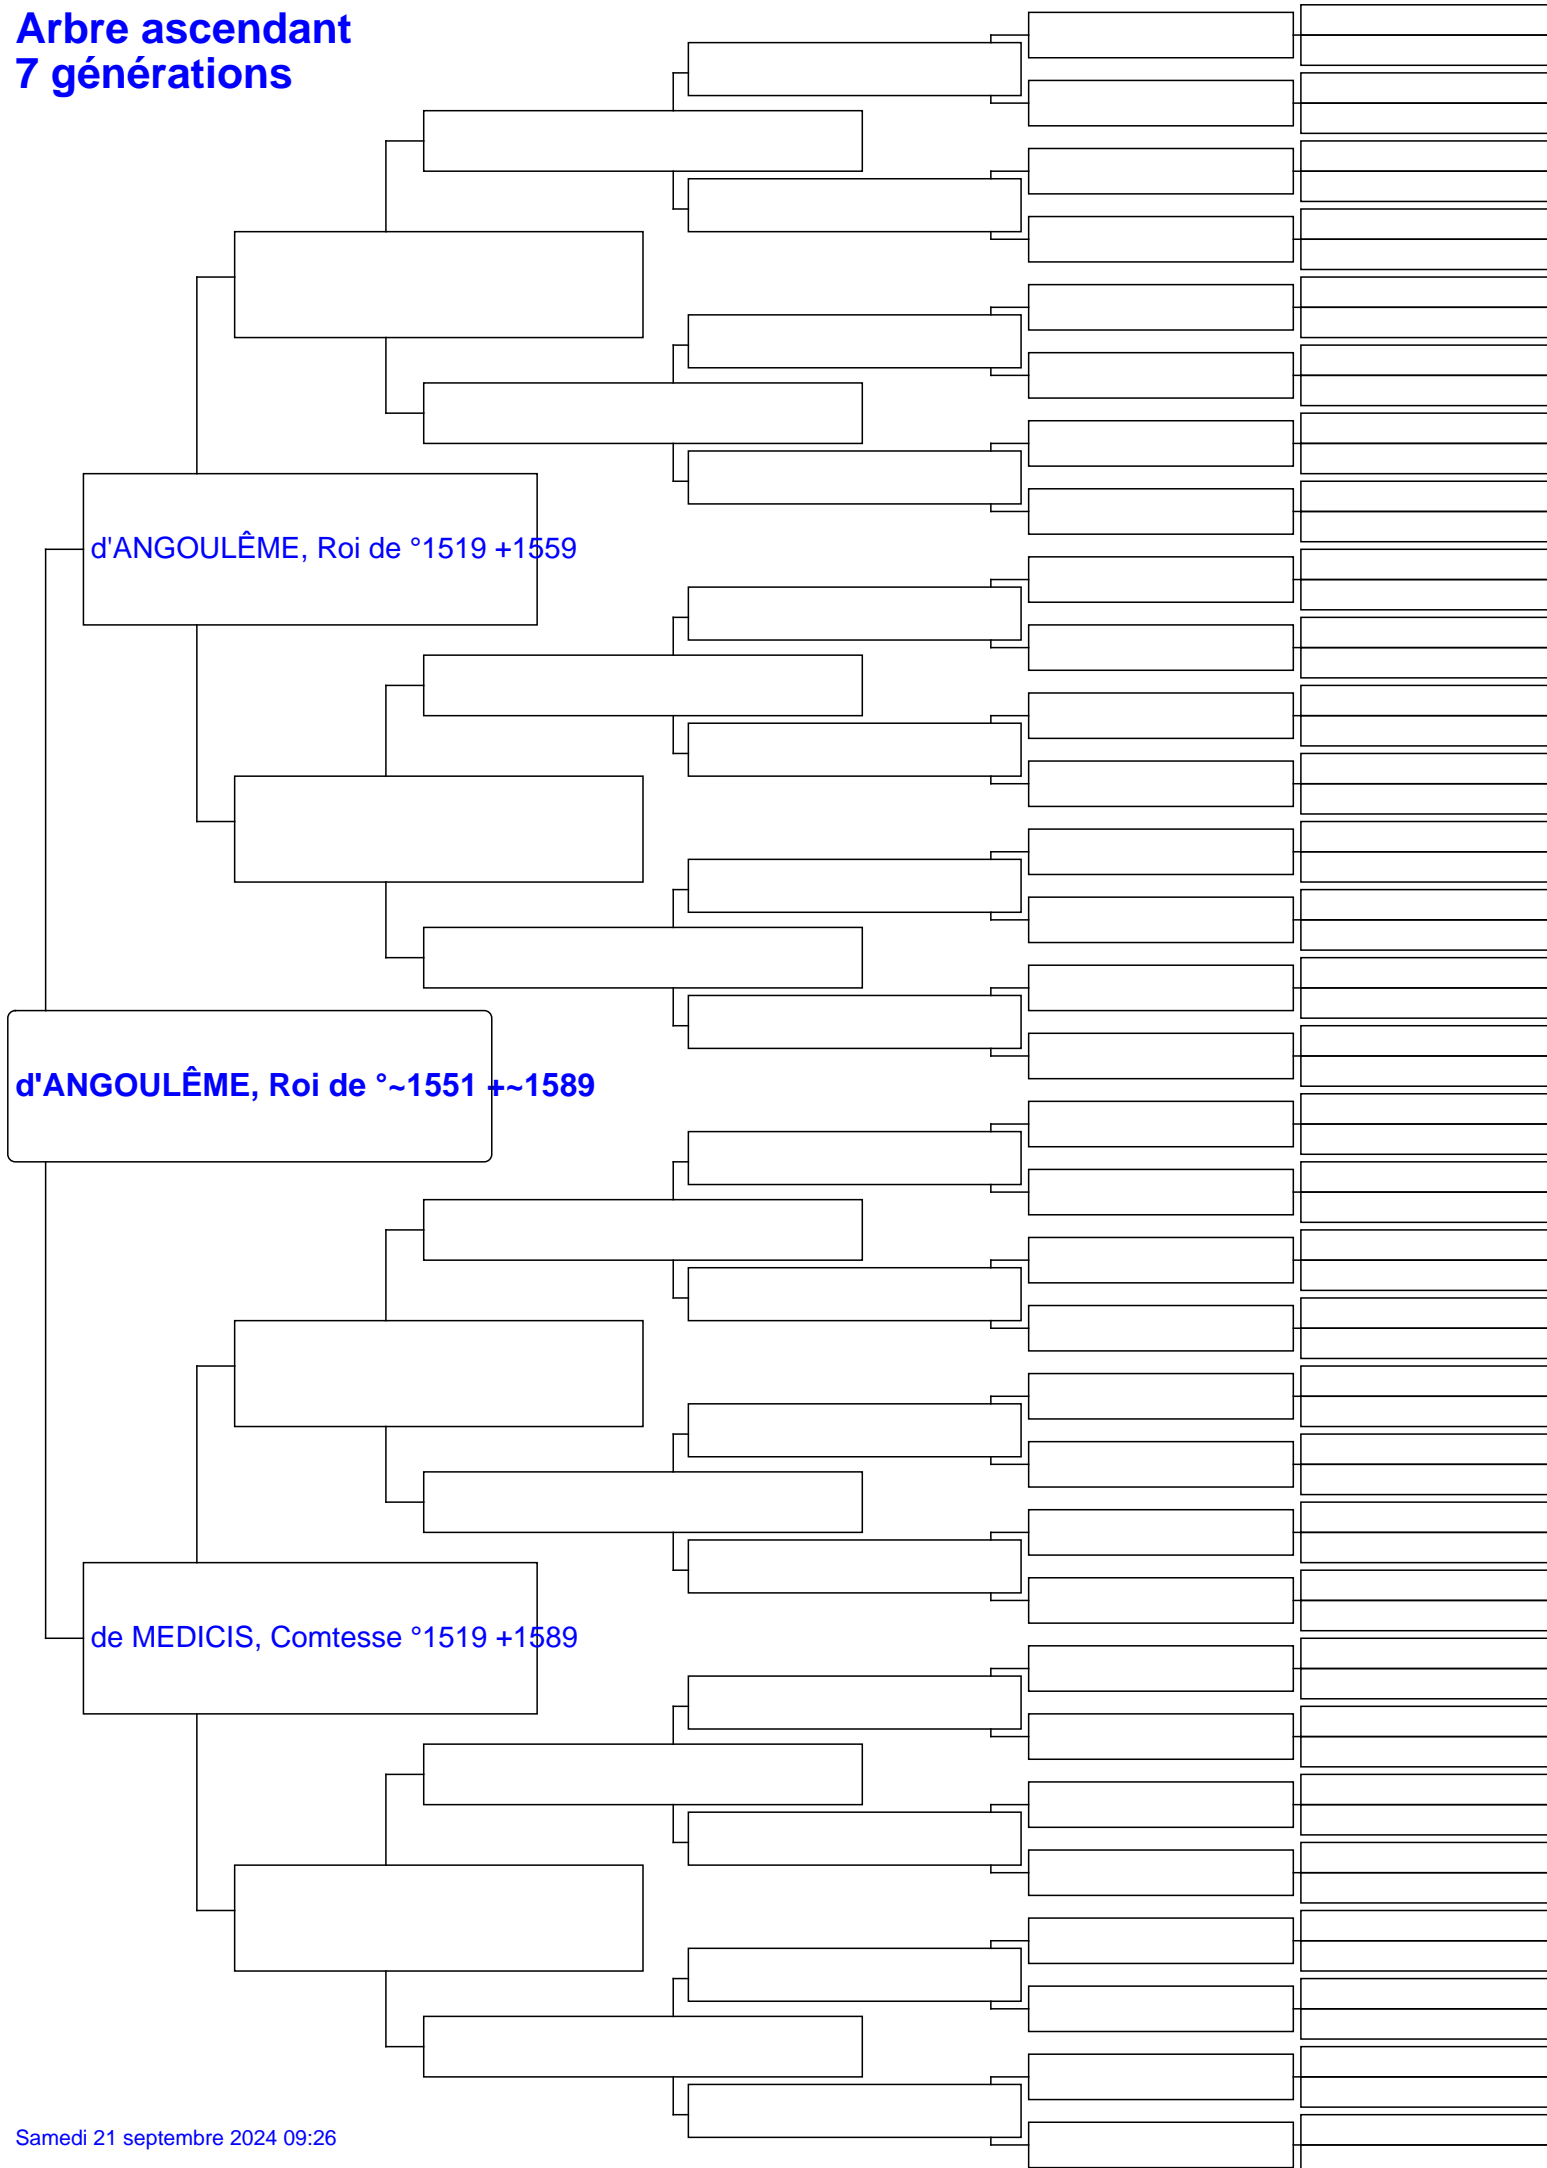 Arbre ascendant
7 générations
d'ANGOULÊME, Roi de °1519 +1559
d'ANGOULÊME, Roi de °~1551 +~1589
de MEDICIS, Comtesse °1519 +1589
Samedi 21 septembre 2024 09:26